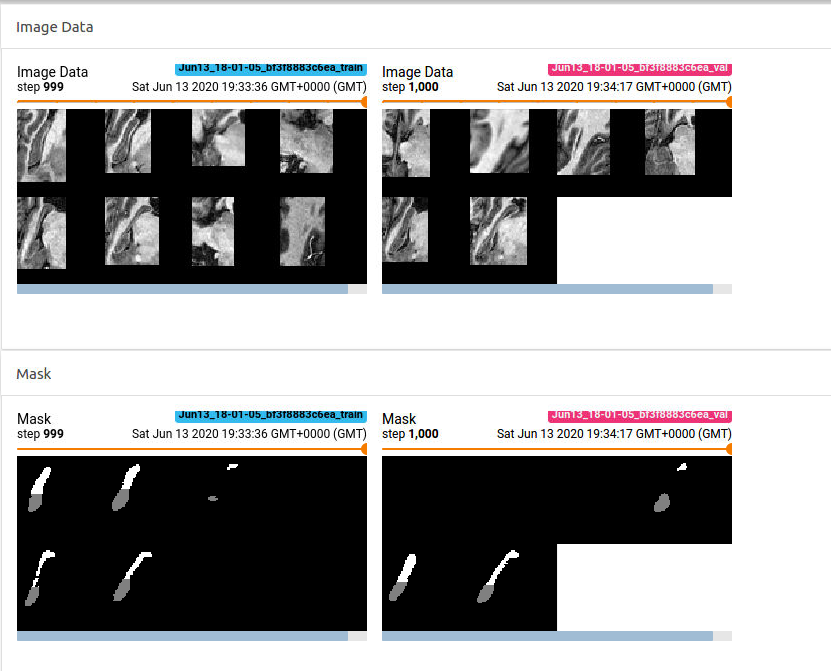 Image Data
Image Data
Jun13_18-01-05_bf3f8883c6ea_train
step 999
Sat Jun 13 2020 19:33:36 GMT+0000 (GMT)
Image Data
Jun13_18-01-05_bf3f8883c6ea_val
step 1,000
Sat Jun 13 2020 19:34:17 GMT+0000 (GMT)
Mask
Mask
Jun13_18-01-05_bf3f8883c6ea_train
step 999
Sat Jun 13 2020 19:33:36 GMT+0000 (GMT)
Mask
Jun13_18-01-05_bf3f8883c6ea_val
step 1,000
Sat Jun 13 2020 19:34:17 GMT+0000 (GMT)